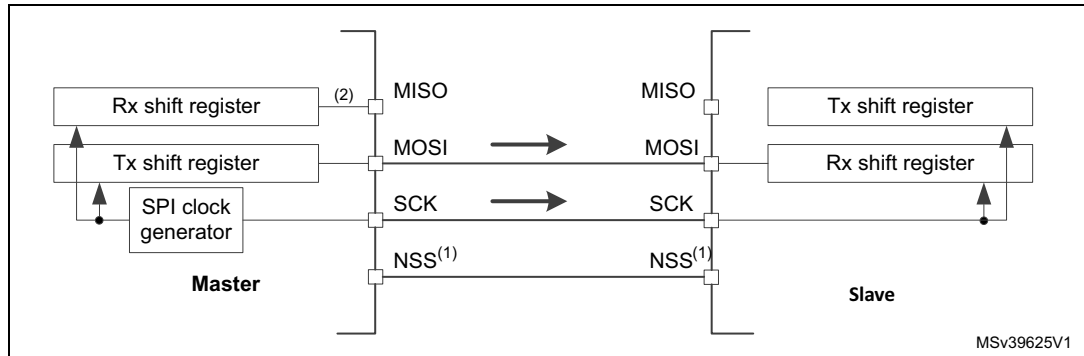 MISO
MISO
(2)
Rx shift register
Tx shift register
MOSI
MOSI
Tx shift register
Rx shift register
SCK
SCK
SPI clock
generator
NSS(1)
NSS(1)
Master
Slave
MSv39625V1